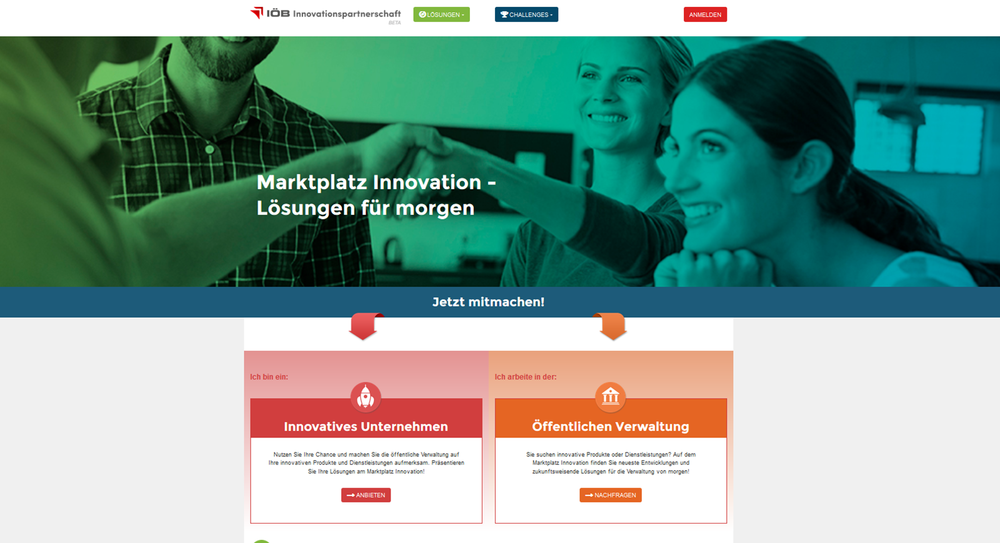 IÖB Innovationspartnerschaft
BETA
LÖSUNGEN
CHALLENGES
ANMELDEN
Marktplatz Innovation -
Lösungen für morgen
Jetzt mitmachen!
Ich bin ein:
Innovatives Unternehmen
Nutzen Sie Ihre Chance und machen Sie die öffentliche Verwaltung auf
Ihre innovativen Produkte und Dienstleistungen aufmerksam. Präsentieren
Sie Ihre Lösungen am Marktplatz Innovation!
ANBIETEN
Ich arbeite in der:
Öffentlichen Verwaltung
Sie suchen innovative Produkte oder Dienstleistungen? Auf dem
Marktplatz Innovation finden Sie neueste Entwicklungen und
zukunftsweisende Lösungen für die Verwaltung von morgen!
NACHFRAGEN